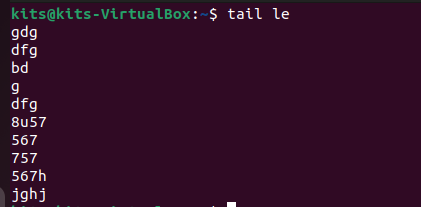 kits@kits-VirtualBox:~$ tail le
gdg
dfg
bd
g
dfg
8u57
567
757
567h
jghj